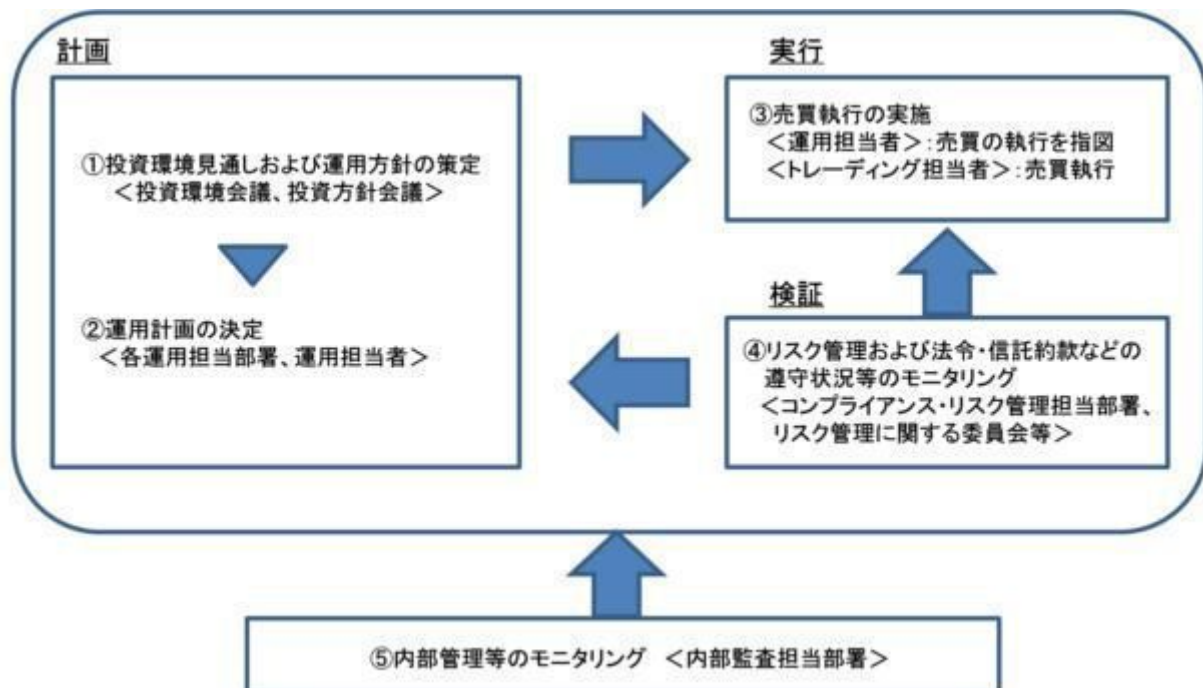 計画
①投資環境見通しおよび運用方針の策定
<投資環境会議、投資方針会議>
②運用計画の決定
<各運用担当部署、運用担当者>
実行
③売買執行の実施
<運用担当者>:売買の執行を指図
<トレーディング担当者>:売買執行
検証
④リスク管理および法令・信託約款などの
遵守状況等のモニタリング
<コンプライアンス・リスク管理担当部署、
リスク管理に関する委員会等>
⑤内部管理等のモニタリング <内部監査担当部署>